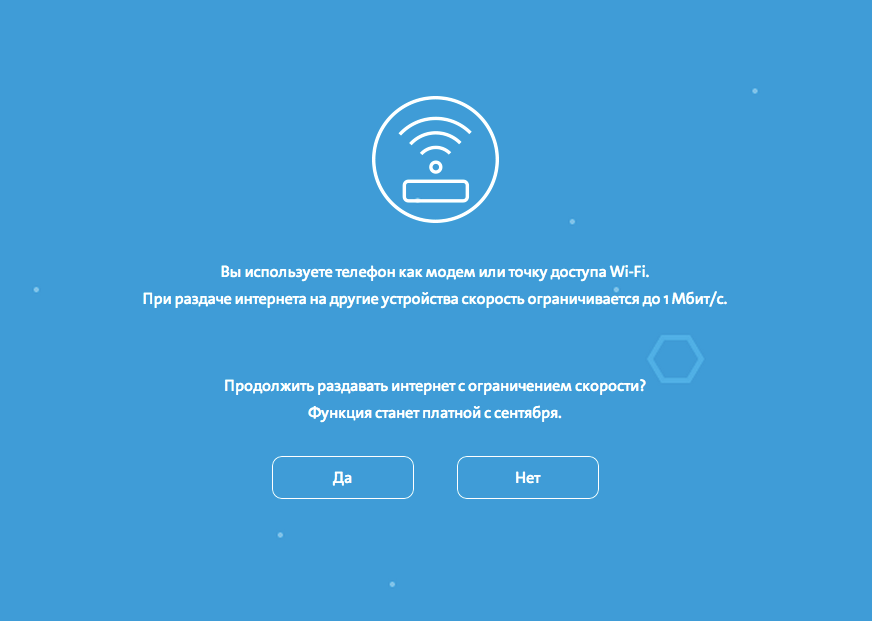 Вы используете телефон как модем или точку доступа Wi-Fi.
При раздаче интернета на другие устройства скорость ограничивается до 1 Мбит/с.
Продолжить раздавать интернет с ограничением скорости?
Функция станет платной с сентября.
Да
Нет